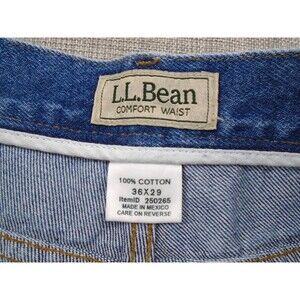 L.L.Bean
COMFORT WAIST
100% COTTON
36X29
ItemID 250265
MADE IN MEXICO
CARE ON REVERSE